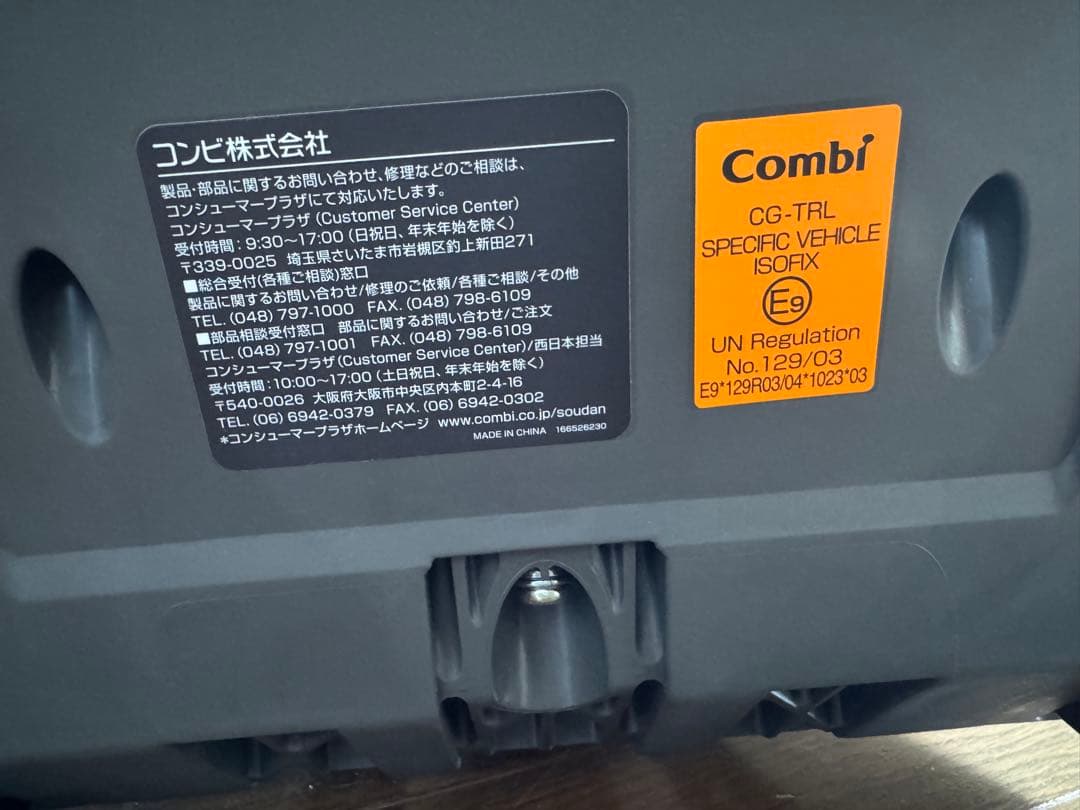 コンビ株式会社
製品・部品に関するお問い合わせ、修理などのご相談は、
コンシューマープラザにて対応いたします。
コンシューマープラザ (Customer Service Center)
受付時間：9:30～17:00 (日祝日、年末年始を除く)
〒339-0025 埼玉県さいたま市岩槻区釣上新田271
■総合受付(各種ご相談)窓口
製品に関するお問い合わせ/修理のご依頼/各種ご相談/その他
TEL. (048) 797-1000 FAX. (048) 798-6109
■部品相談受付窓口 部品に関するお問い合わせ/ご注文
TEL. (048) 797-1001 FAX. (048) 798-6109
コンシューマープラザ(Customer Service Center)/西日本担当
受付時間：10:00～17:00 (土日祝日、年末年始を除く)
〒540-0026 大阪府大阪市中央区内本町2-4-16
TEL. (06) 6942-0379 FAX. (06) 6942-0302
*コンシューマープラザホームページ www.combi.co.jp/soudan
MADE IN CHINA 166526230
Combi
CG-TRL
SPECIFIC VEHICLE
ISOFIX
E9
UN Regulation
No.129/03
E9*129R03/04*1023*03